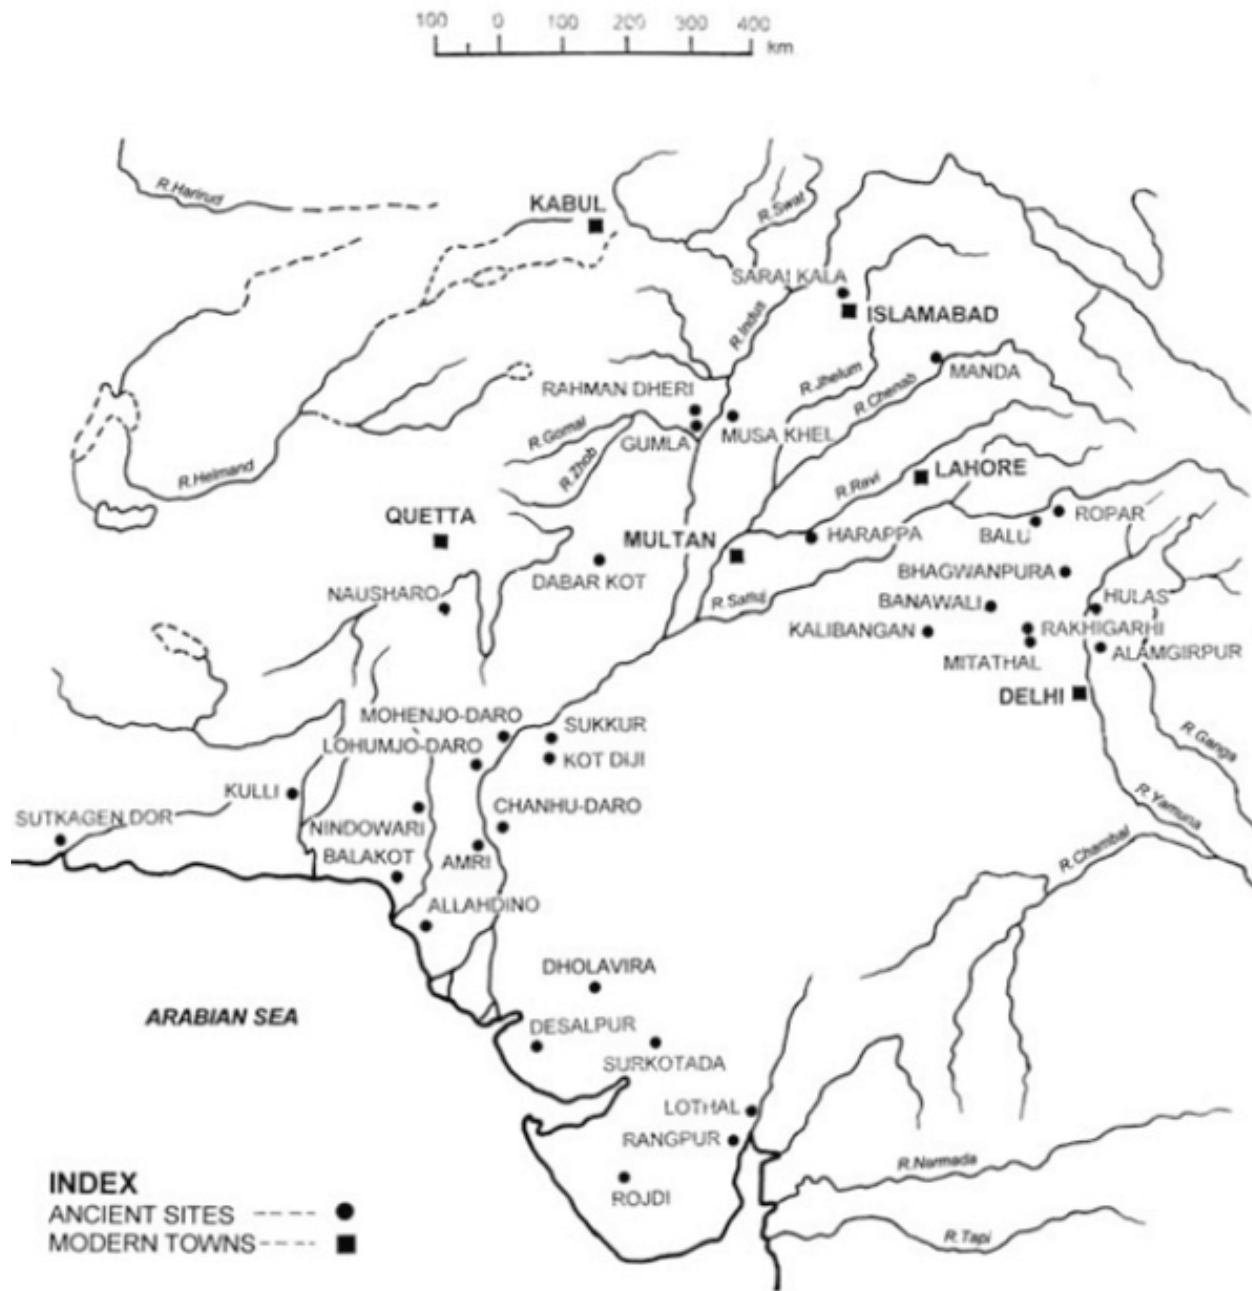 100 0 100 200 300 400
km
R.Harirud
KABUL
R.Swat
SARAI KALA
ISLAMABAD
R.Indus
R.Jhelum
R.Chenab
MANDA
RAHMAN DHERI
R.Gomal
GUMLA
MUSA KHEL
R.Zhob
R.Helmand
R.Ravi
LAHORE
QUETTA
MULTAN
HARAPPA
BALU
ROPAR
DABAR KOT
BHAGWANPURA
NAUSHARO
R.Satluj
BANAWALI
HULAS
KALIBANGAN
RAKHIGARHI
MITATHAL
ALAMGIRPUR
DELHI
MOHENJO-DARO
SUKKUR
LOHUMJO-DARO
KOT DIJI
R.Ganga
KULLI
CHANHU-DARO
R.Yamuna
SUTKAGEN DOR
NINDOWARI
BALAKOT
AMRI
R.Chambal
ALLAHDINO
DHOLAVIRA
ARABIAN SEA
DESALPUR
SURKOTADA
LOTHAL
RANGPUR
R.Narmada
ROJDI
R.Tapi
INDEX
ANCIENT SITES
MODERN TOWNS